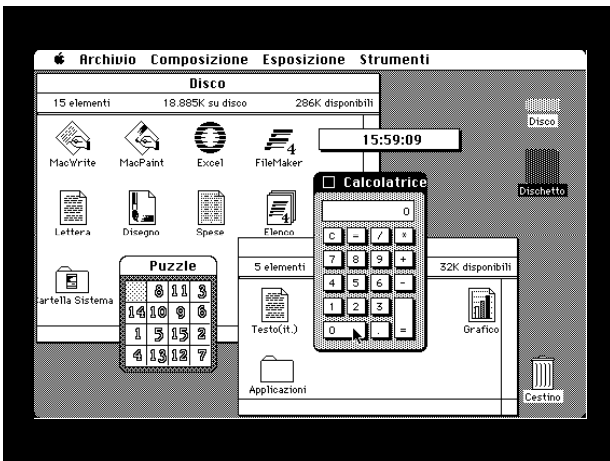 Archivio Composizione Esposizione Strumenti
Disco
15 elementi 18.885K su disco 286K disponibili
Disco
15:59:09
MacWrite MacPaint Excel FileMaker
4
Calcolatrice
Dischetto
0
Lettera Disegno Spese Elenco
4
C = / *
Puzzle
7 8 9 +
5 elementi 32K disponibili
8 11 3
4 5 6 -
artella Sistema
14 10 9 6
1 2 3
Testo(it.) Grafico
1 5 15 2
0 . =
4 13 12 7
Applicazioni
Cestino